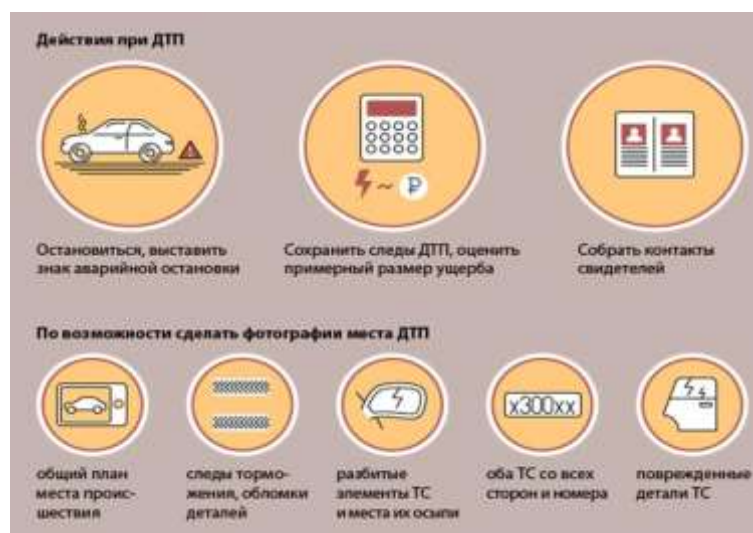 Действия при ДТП
Остановиться, выставить
знак аварийной остановки
Сохранить следы ДТП, оценить
примерный размер ущерба
Собрать контакты
свидетелей
По возможности сделать фотографии места ДТП
общий план
места проис-
шествия
следы тормо-
жения, обломки
деталей
разбитые
элементы ТС
и места их осыпи
х300хх
оба ТС со всех
сторон и номера
поврежденные
детали ТС